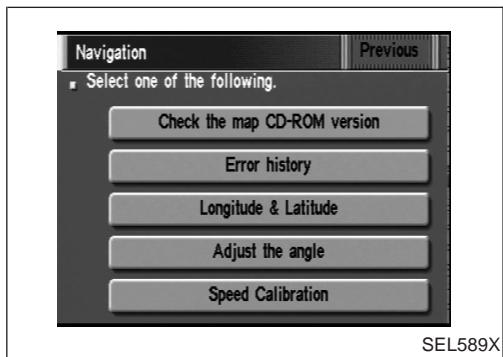 Navigation
Previous
Select one of the following.
Check the map CD-ROM version
Error history
Longitude & Latitude
Adjust the angle
Speed Calibration
SEL589X